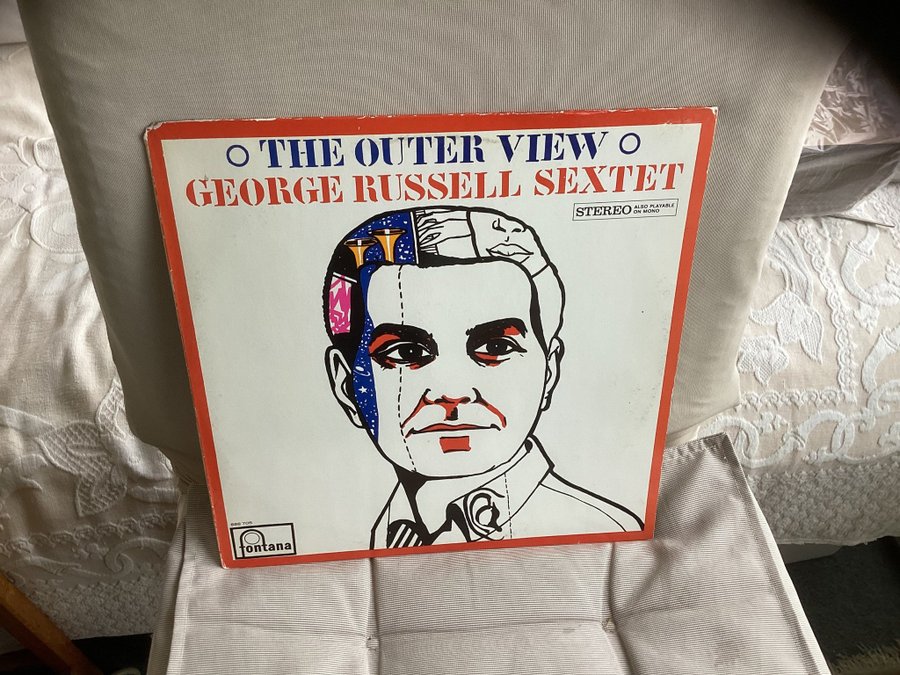 THE OUTER VIEW
GEORGE RUSSELL SEXTET
STEREO ALSO PLAYABLE
ON MONO
fontana